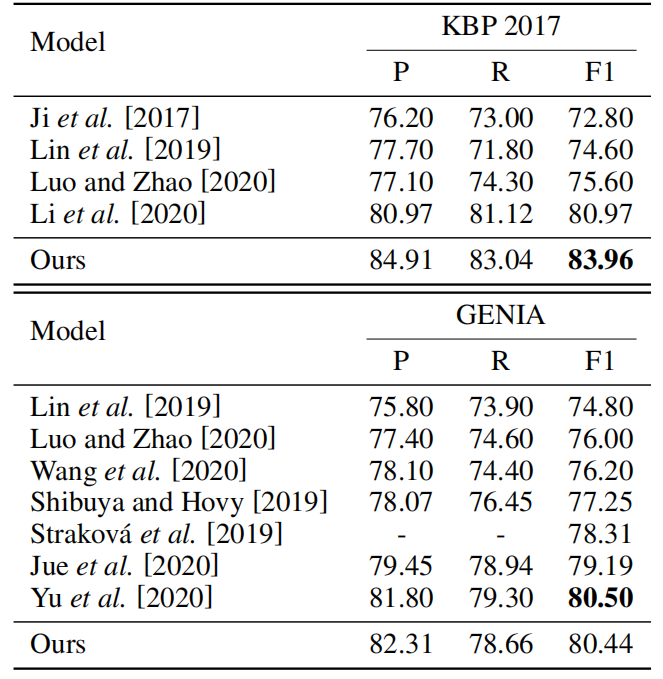 Model KBP 2017
P R F1
Ji et al. [2017] 76.20 73.00 72.80
Lin et al. [2019] 77.70 71.80 74.60
Luo and Zhao [2020] 77.10 74.30 75.60
Li et al. [2020] 80.97 81.12 80.97
Ours 84.91 83.04 83.96
Model GENIA
P R F1
Lin et al. [2019] 75.80 73.90 74.80
Luo and Zhao [2020] 77.40 74.60 76.00
Wang et al. [2020] 78.10 74.40 76.20
Shibuya and Hovy [2019] 78.07 76.45 77.25
Straková et al. [2019] - - 78.31
Jue et al. [2020] 79.45 78.94 79.19
Yu et al. [2020] 81.80 79.30 80.50
Ours 82.31 78.66 80.44